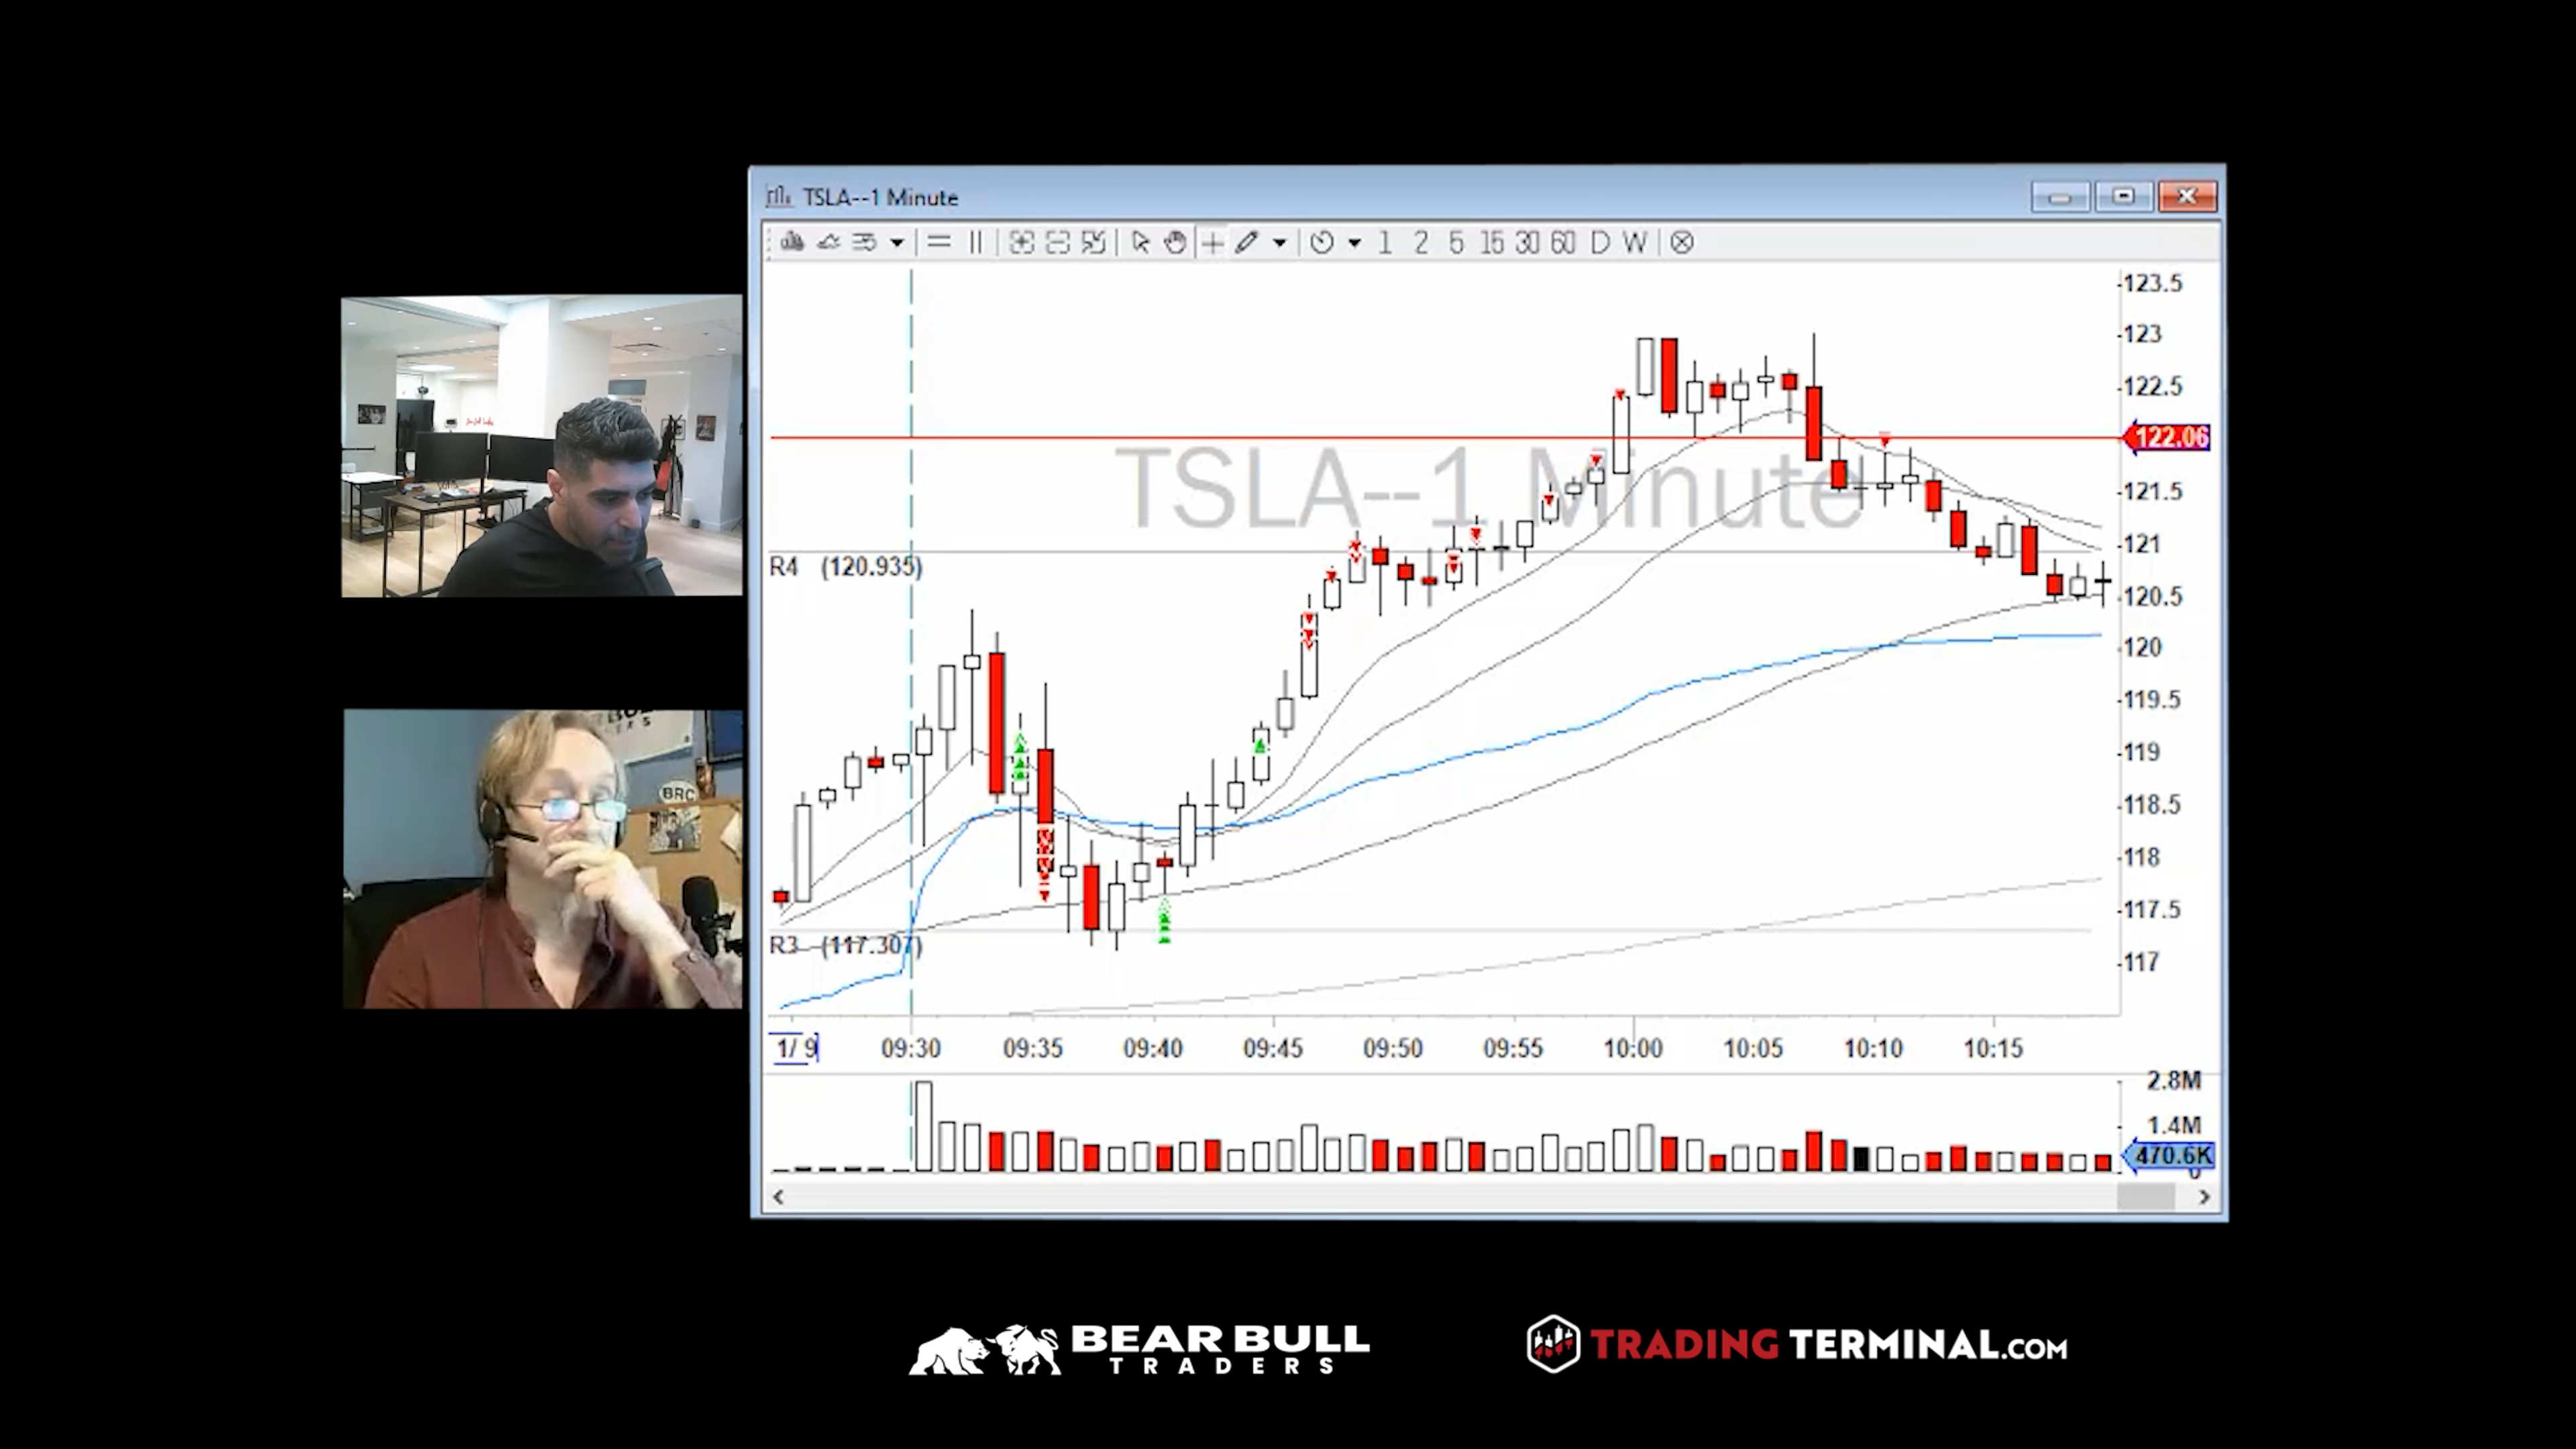 TSLA--1 Minute
1 2 5 15 30 60 D W
TSLA--1 Minute
123.5
123
122.5
122.06
121.5
121
120.5
120
119.5
119
118.5
118
117.5
117
R4 (120.935)
R3 (117.307)
BRC
1/ 9
09:30 09:35 09:40 09:45 09:50 09:55 10:00 10:05 10:10 10:15
2.8M
1.4M
470.6K
0
BEAR BULL
TRADERS
TRADINGTERMINAL.COM